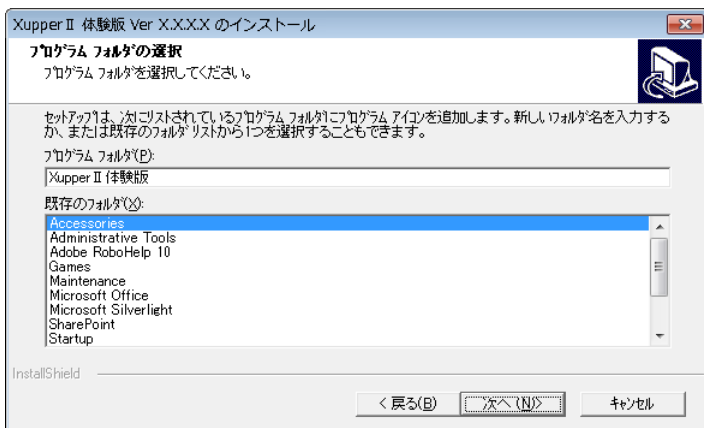 XupperⅡ 体験版 Ver X.X.X.X のインストール
プログラム フォルダの選択
プログラム フォルダを選択してください。
セットアップは、次にリストされているプログラム フォルダにプログラム アイコンを追加します。新しいフォルダ名を入力する
か、または既存のフォルダ リストから1つを選択することもできます。
プログラム フォルダ(P):
XupperⅡ 体験版
既存のフォルダ(X):
Accessories
Administrative Tools
Adobe RoboHelp 10
Games
Maintenance
Microsoft Office
Microsoft Silverlight
SharePoint
Startup
InstallShield
< 戻る(B) 次へ (N)> キャンセル